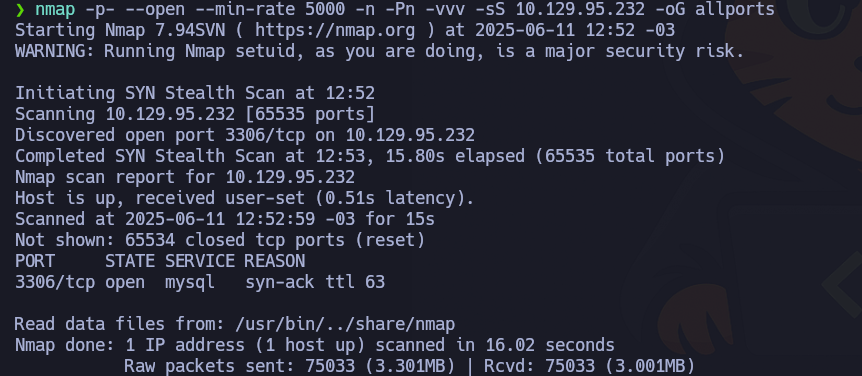 ❯ nmap -p- --open --min-rate 5000 -n -Pn -vvv -sS 10.129.95.232 -oG allports
Starting Nmap 7.94SVN ( https://nmap.org ) at 2025-06-11 12:52 -03
WARNING: Running Nmap setuid, as you are doing, is a major security risk.
Initiating SYN Stealth Scan at 12:52
Scanning 10.129.95.232 [65535 ports]
Discovered open port 3306/tcp on 10.129.95.232
Completed SYN Stealth Scan at 12:53, 15.80s elapsed (65535 total ports)
Nmap scan report for 10.129.95.232
Host is up, received user-set (0.51s latency).
Scanned at 2025-06-11 12:52:59 -03 for 15s
Not shown: 65534 closed tcp ports (reset)
PORT     STATE SERVICE REASON
3306/tcp open  mysql   syn-ack ttl 63
Read data files from: /usr/bin/../share/nmap
Nmap done: 1 IP address (1 host up) scanned in 16.02 seconds
Raw packets sent: 75033 (3.301MB) | Rcvd: 75033 (3.001MB)